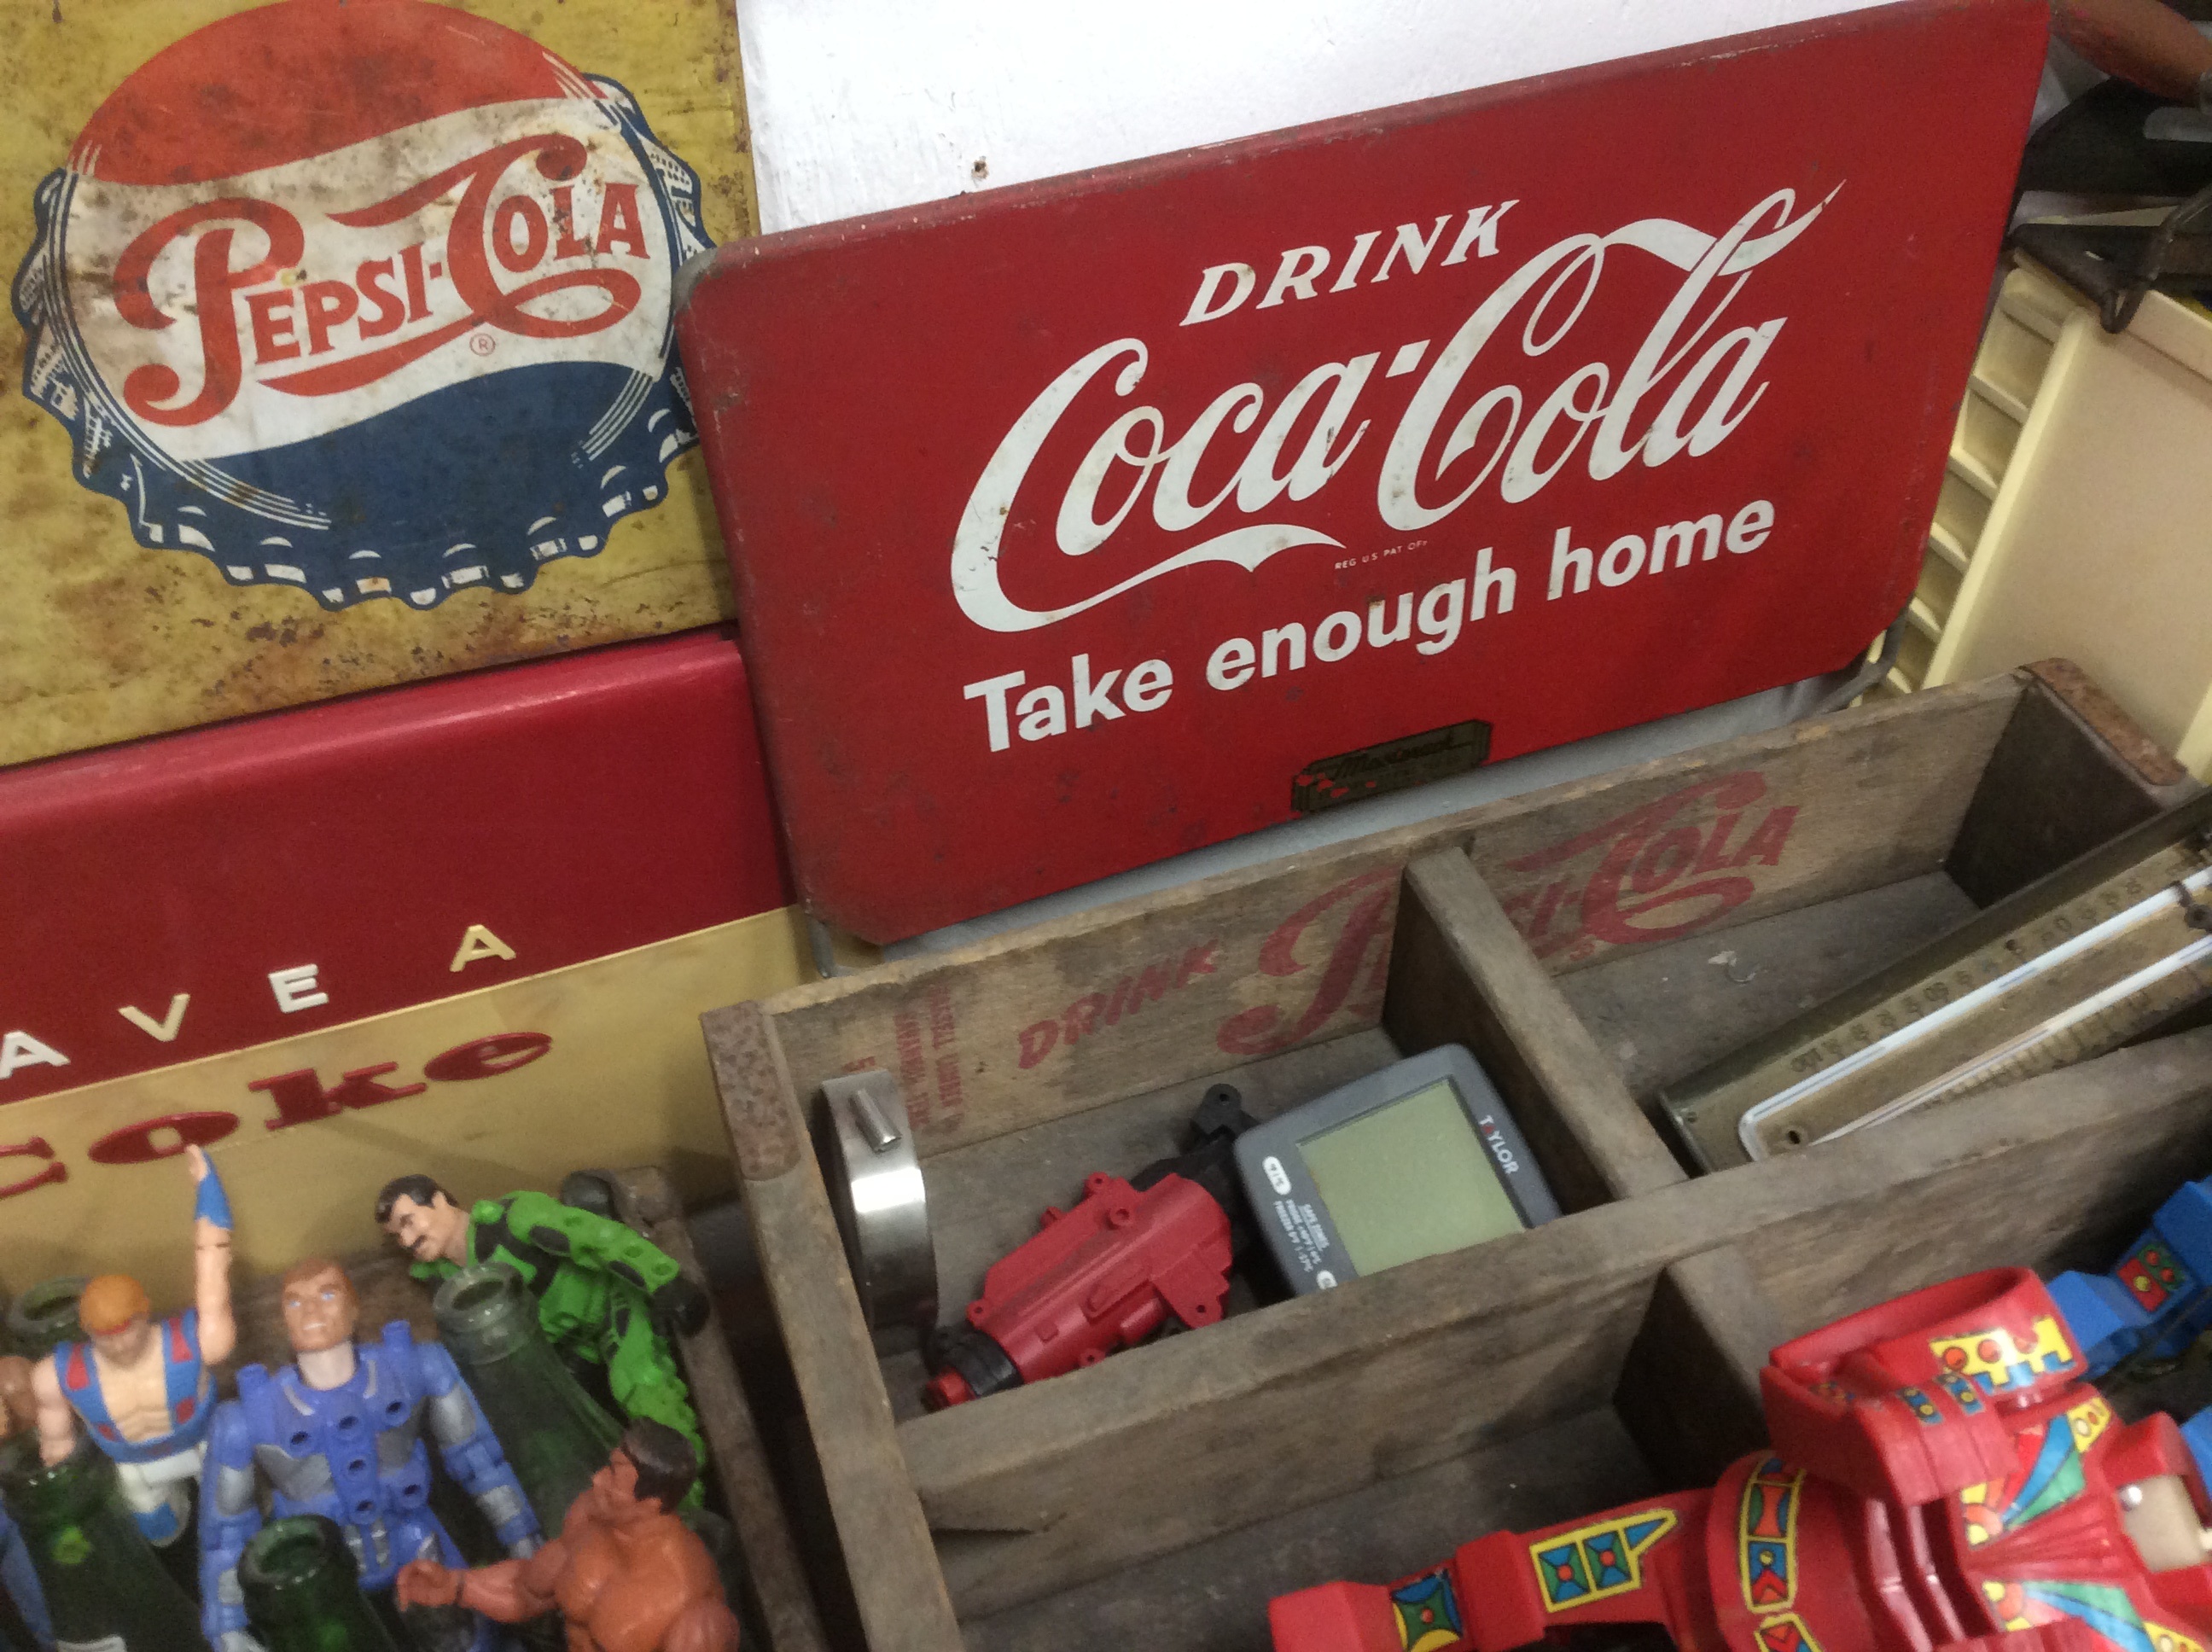 PEPSI-COLA
®
DRINK
Coca-Cola
REG US PAT OFF
Take enough home
AVE A
Coke
DRINK PEPSI-COLA
TAYLOR